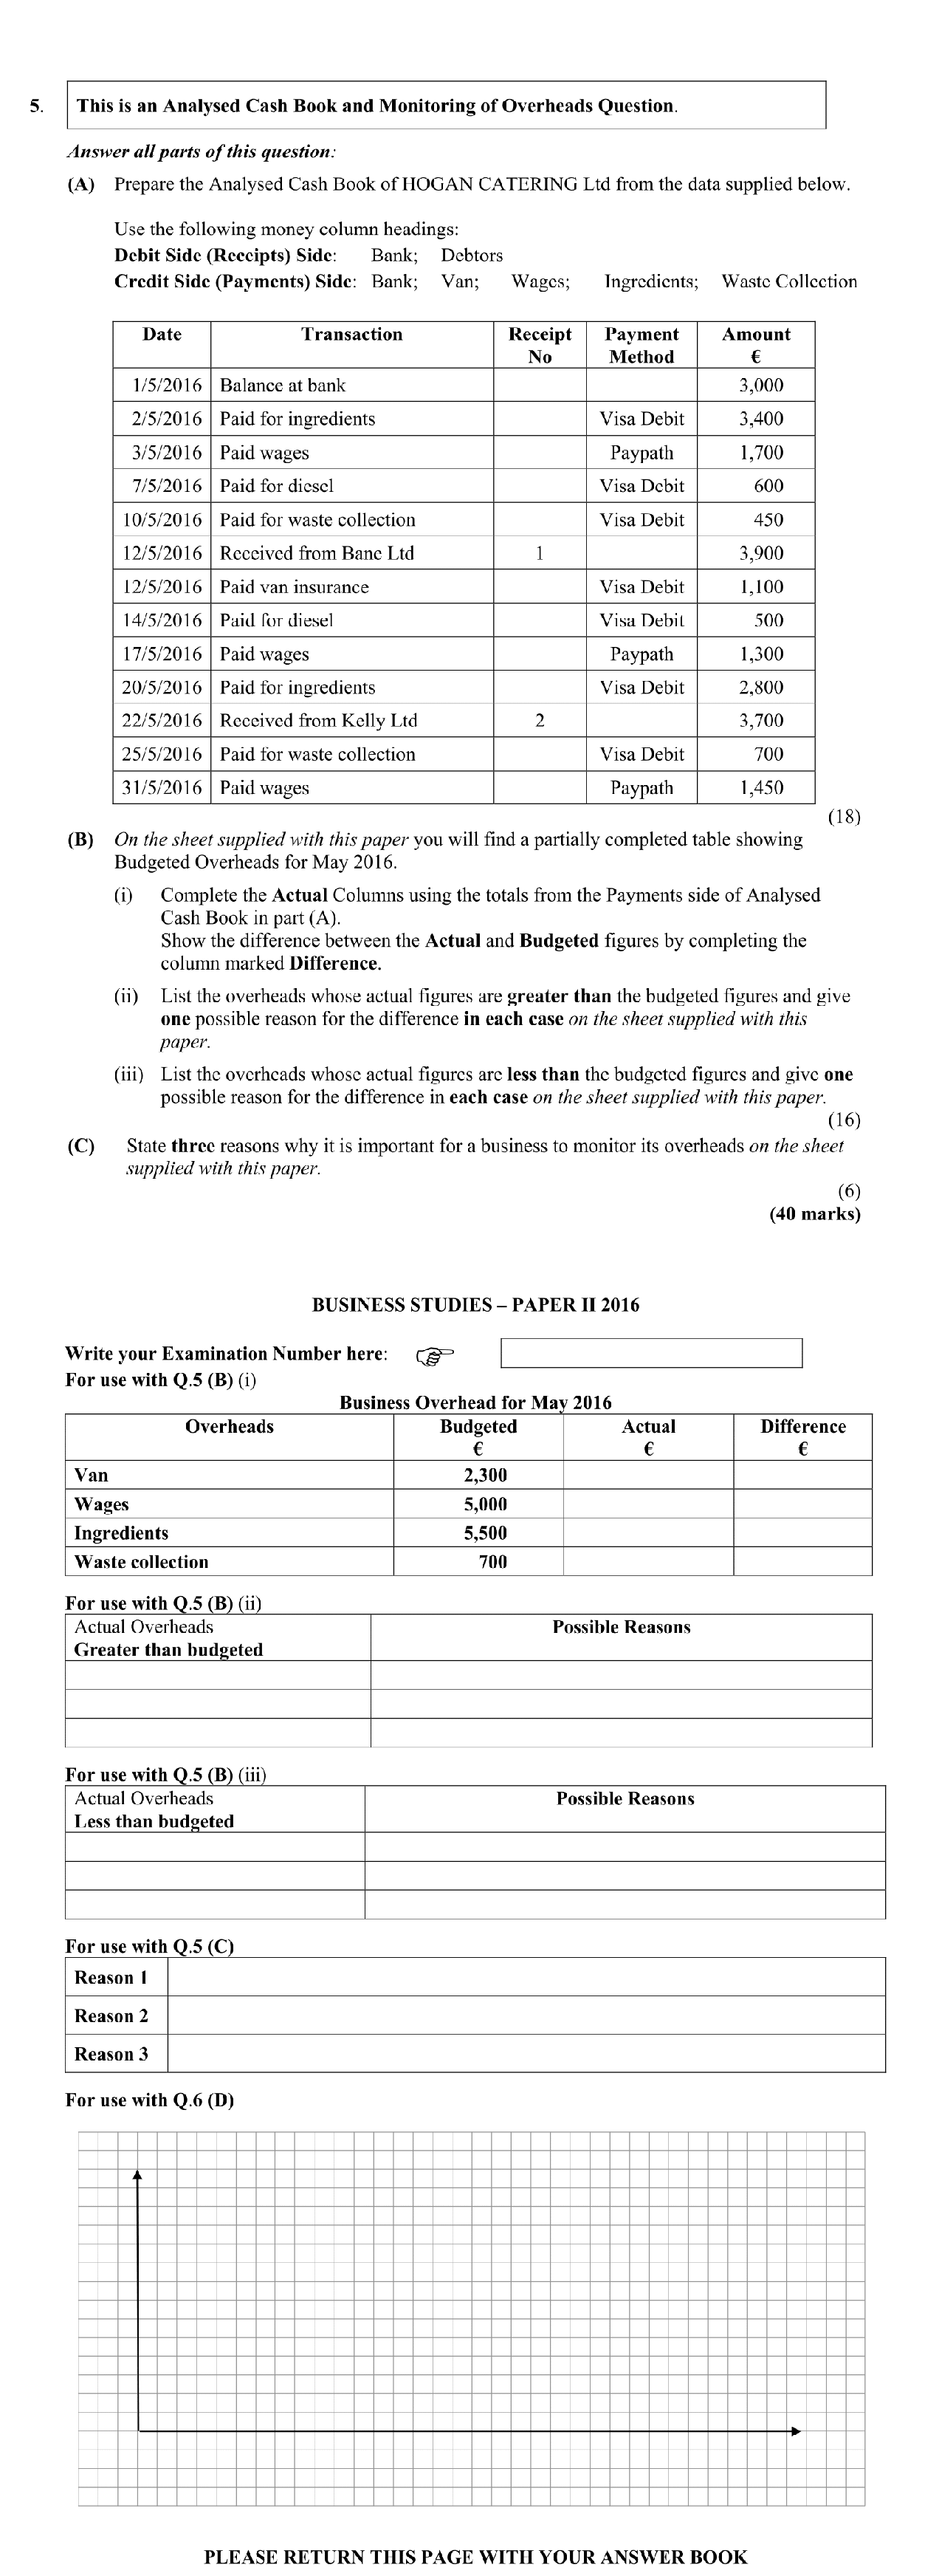 5. This is an Analysed Cash Book and Monitoring of Overheads Question.
Answer all parts of this question:
(A) Prepare the Analysed Cash Book of HOGAN CATERING Ltd from the data supplied below.
Use the following money column headings:
Debit Side (Receipts) Side: Bank; Debtors
Credit Side (Payments) Side: Bank; Van; Wages; Ingredients; Waste Collection
Date Transaction Receipt No Payment Method Amount €
1/5/2016 Balance at bank 3,000
2/5/2016 Paid for ingredients Visa Debit 3,400
3/5/2016 Paid wages Paypath 1,700
7/5/2016 Paid for diesel Visa Debit 600
10/5/2016 Paid for waste collection Visa Debit 450
12/5/2016 Received from Bane Ltd 1 3,900
12/5/2016 Paid van insurance Visa Debit 1,100
14/5/2016 Paid for diesel Visa Debit 500
17/5/2016 Paid wages Paypath 1,300
20/5/2016 Paid for ingredients Visa Debit 2,800
22/5/2016 Received from Kelly Ltd 2 3,700
25/5/2016 Paid for waste collection Visa Debit 700
31/5/2016 Paid wages Paypath 1,450
(18)
(B) On the sheet supplied with this paper you will find a partially completed table showing
Budgeted Overheads for May 2016.
(i) Complete the Actual Columns using the totals from the Payments side of Analysed
Cash Book in part (A).
Show the difference between the Actual and Budgeted figures by completing the
column marked Difference.
(ii) List the overheads whose actual figures are greater than the budgeted figures and give
one possible reason for the difference in each case on the sheet supplied with this
paper.
(iii) List the overheads whose actual figures are less than the budgeted figures and give one
possible reason for the difference in each case on the sheet supplied with this paper.
(16)
(C) State three reasons why it is important for a business to monitor its overheads on the sheet
supplied with this paper.
(6)
(40 marks)
BUSINESS STUDIES – PAPER II 2016
Write your Examination Number here:
For use with Q.5 (B) (i)
Business Overhead for May 2016
Overheads Budgeted € Actual € Difference €
Van 2,300
Wages 5,000
Ingredients 5,500
Waste collection 700
For use with Q.5 (B) (ii)
Actual Overheads Possible Reasons
Greater than budgeted
For use with Q.5 (B) (iii)
Actual Overheads Possible Reasons
Less than budgeted
For use with Q.5 (C)
Reason 1
Reason 2
Reason 3
For use with Q.6 (D)
PLEASE RETURN THIS PAGE WITH YOUR ANSWER BOOK